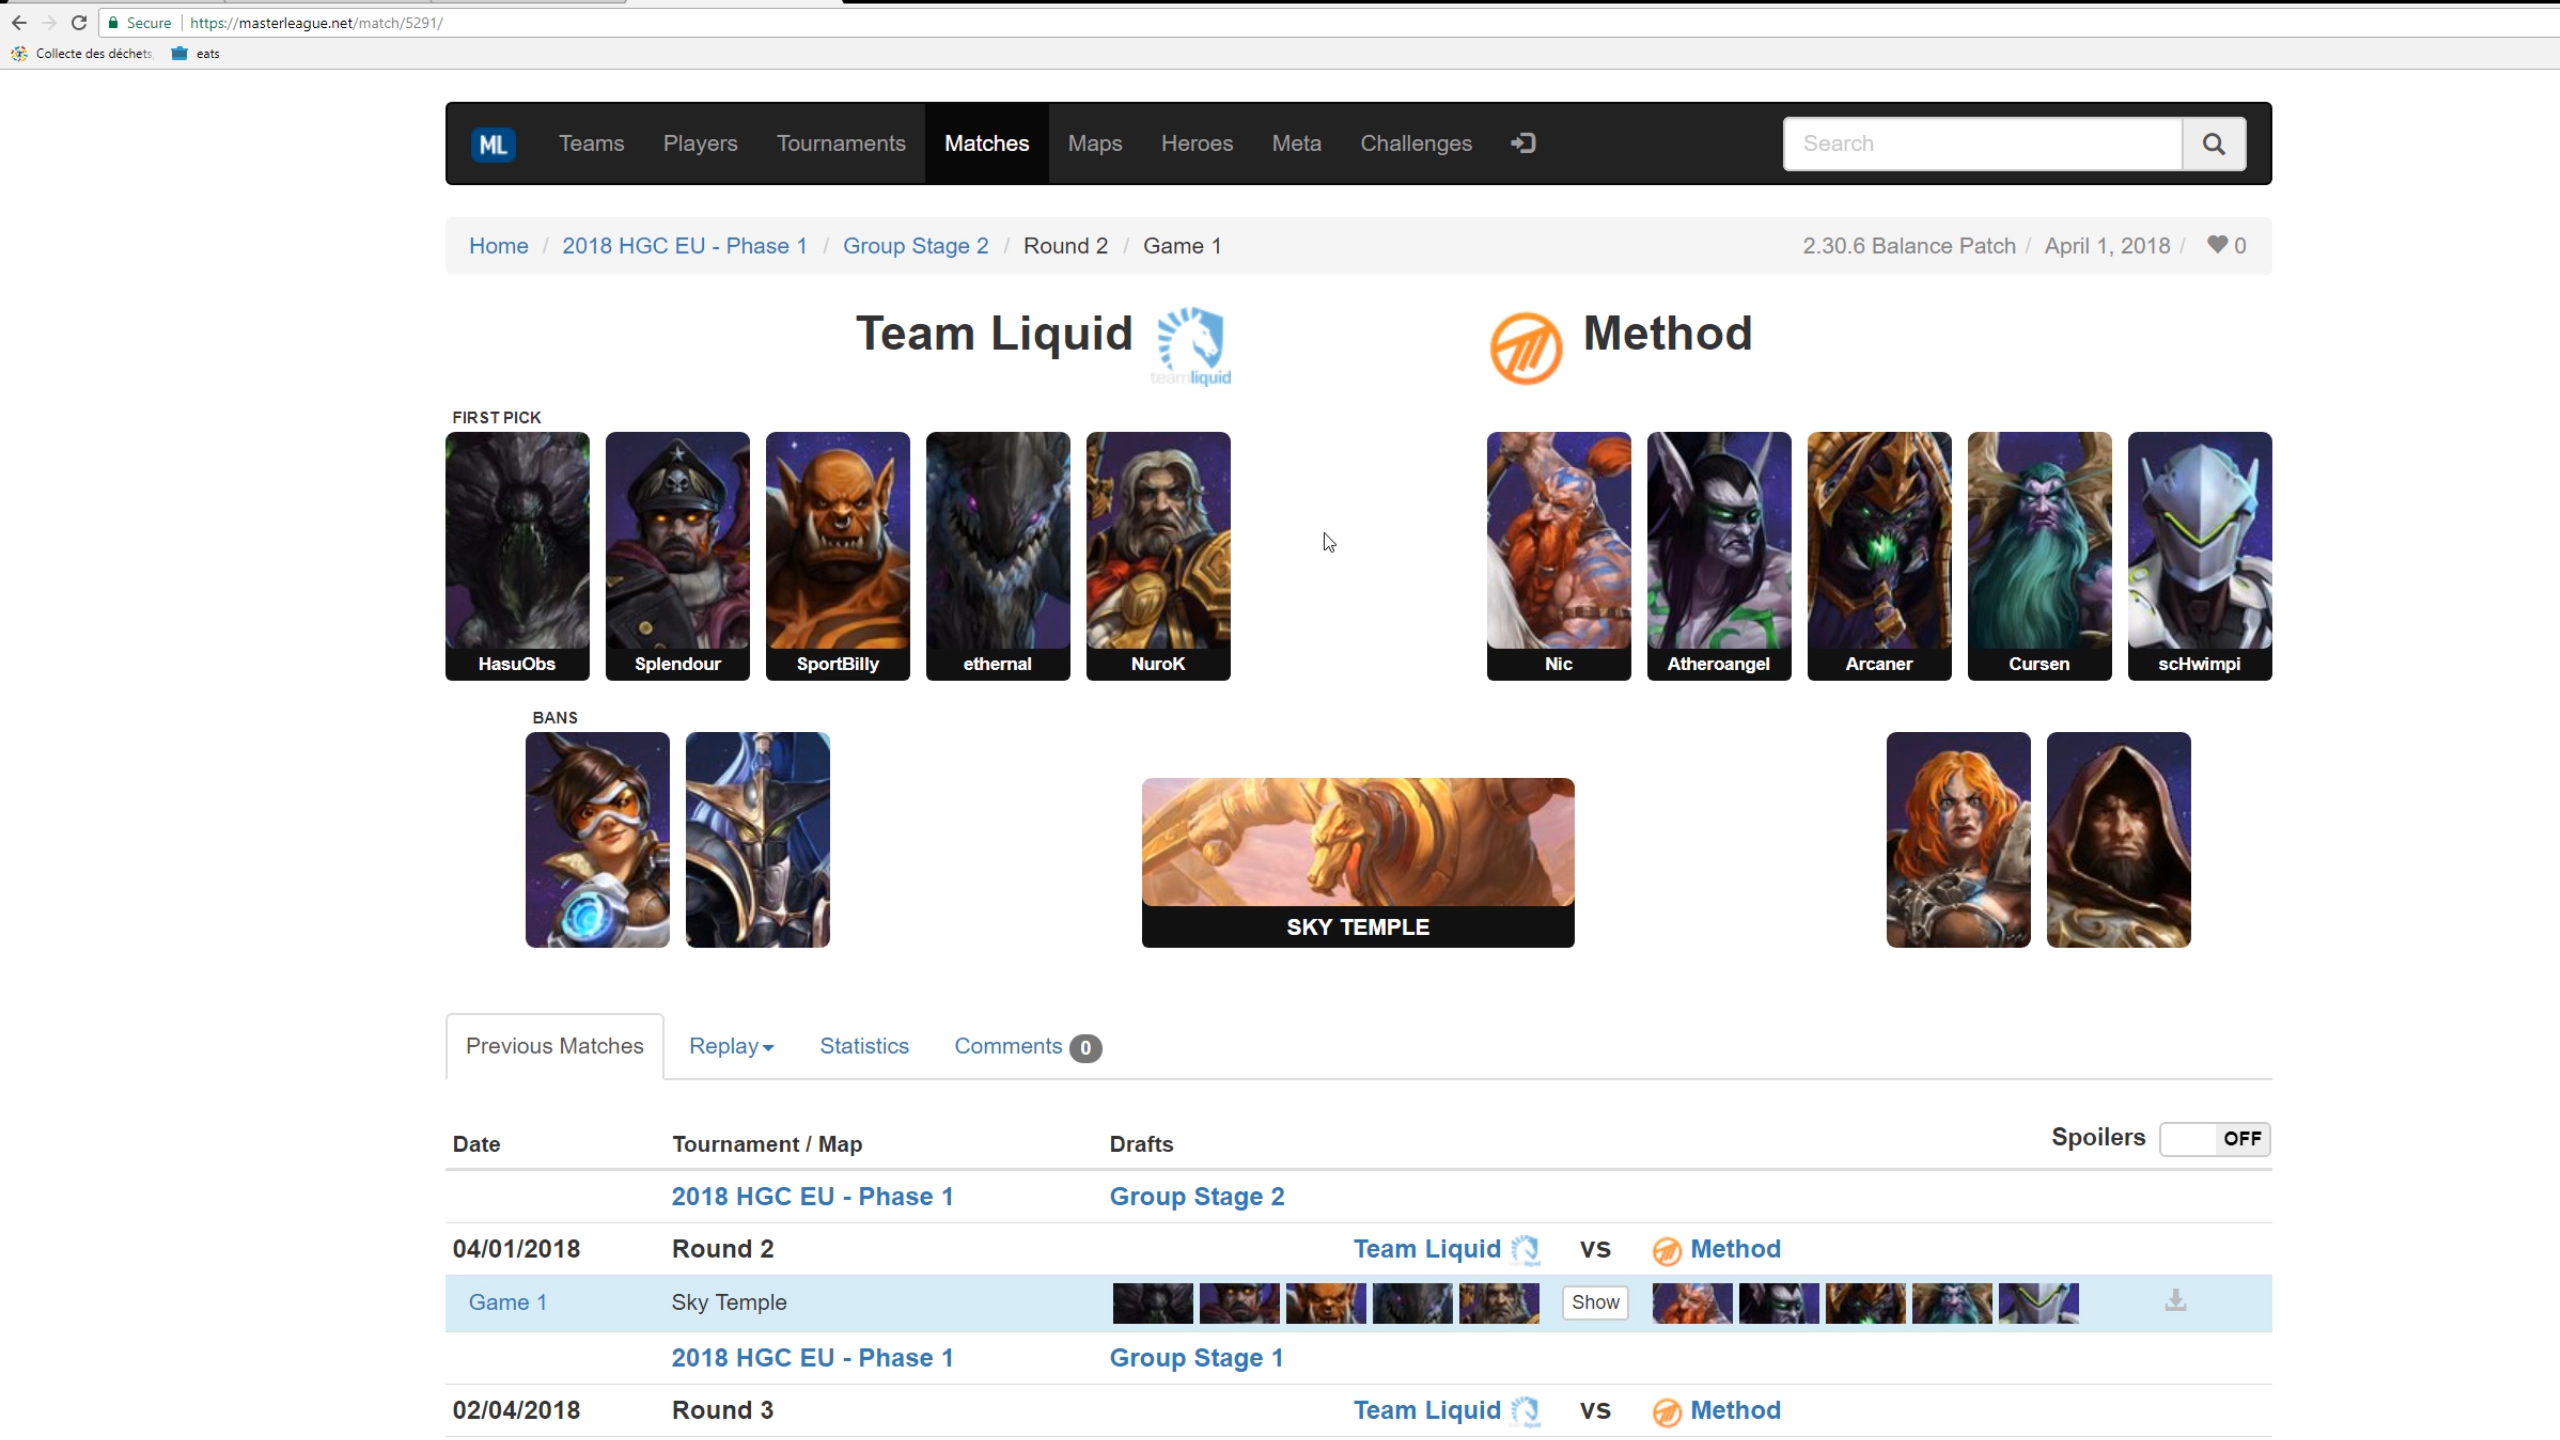 Secure | https://masterleague.net/match/5291/
Collecte des déchets eats
ML Teams Players Tournaments Matches Maps Heroes Meta Challenges Search
Home / 2018 HGC EU - Phase 1 / Group Stage 2 / Round 2 / Game 1 2.30.6 Balance Patch / April 1, 2018 / 0
Team Liquid teamliquid Method
FIRST PICK
HasuObs Splendour SportBilly ethernal NuroK Nic Atheroangel Arcaner Cursen scHwimpi
BANS
SKY TEMPLE
Previous Matches Replay Statistics Comments 0
Date Tournament / Map Drafts Spoilers OFF
2018 HGC EU - Phase 1 Group Stage 2
04/01/2018 Round 2 Team Liquid vs Method
Game 1 Sky Temple Show
2018 HGC EU - Phase 1 Group Stage 1
02/04/2018 Round 3 Team Liquid vs Method